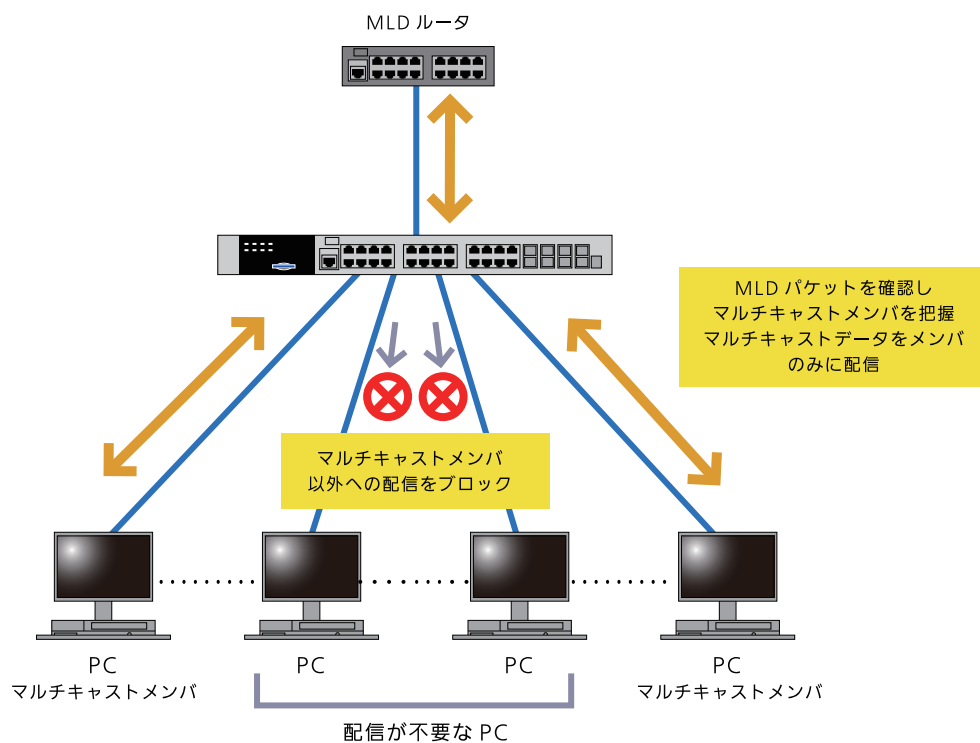 MLD ルータ
MLD パケットを確認し
マルチキャストメンバを把握
マルチキャストデータをメンバ
のみに配信
マルチキャストメンバ
以外への配信をブロック
PC
マルチキャストメンバ
PC
PC
PC
マルチキャストメンバ
配信が不要な PC